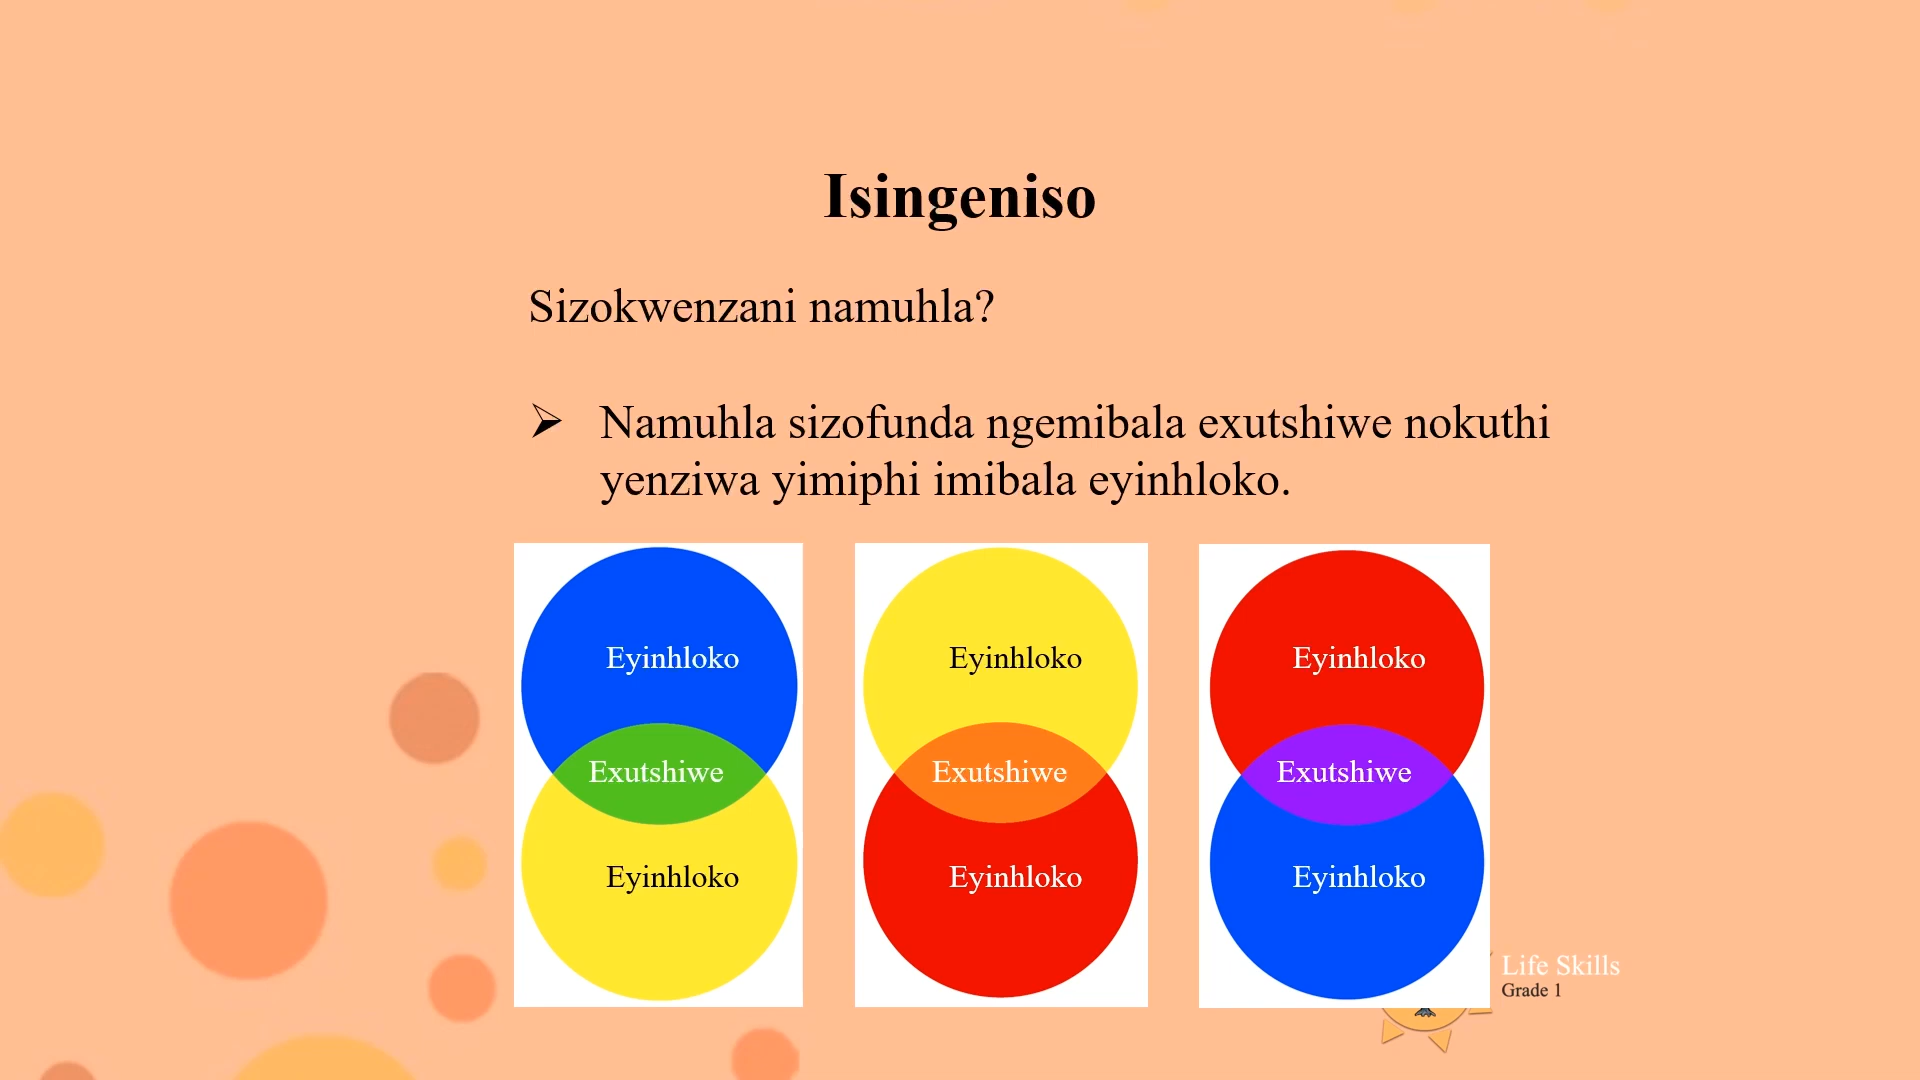 Isingeniso
Sizokwenzani namuhla?
➢ Namuhla sizofunda ngemibala exutshiwe nokuthi
yenziwa yimiphi imibala eyinhloko.
Eyinhloko
Exutshiwe
Eyinhloko
Eyinhloko
Exutshiwe
Eyinhloko
Eyinhloko
Exutshiwe
Eyinhloko
Life Skills
Grade 1